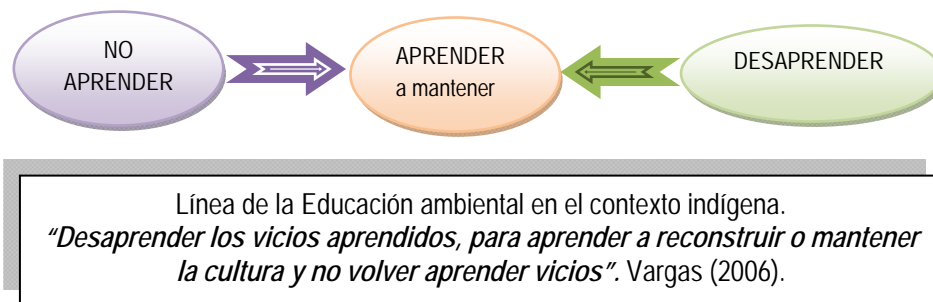 NO
APRENDER
APRENDER
a mantener
DESAPRENDER
Línea de la Educación ambiental en el contexto indígena.
“Desaprender los vicios aprendidos, para aprender a reconstruir o mantener
la cultura y no volver aprender vicios”. Vargas (2006).